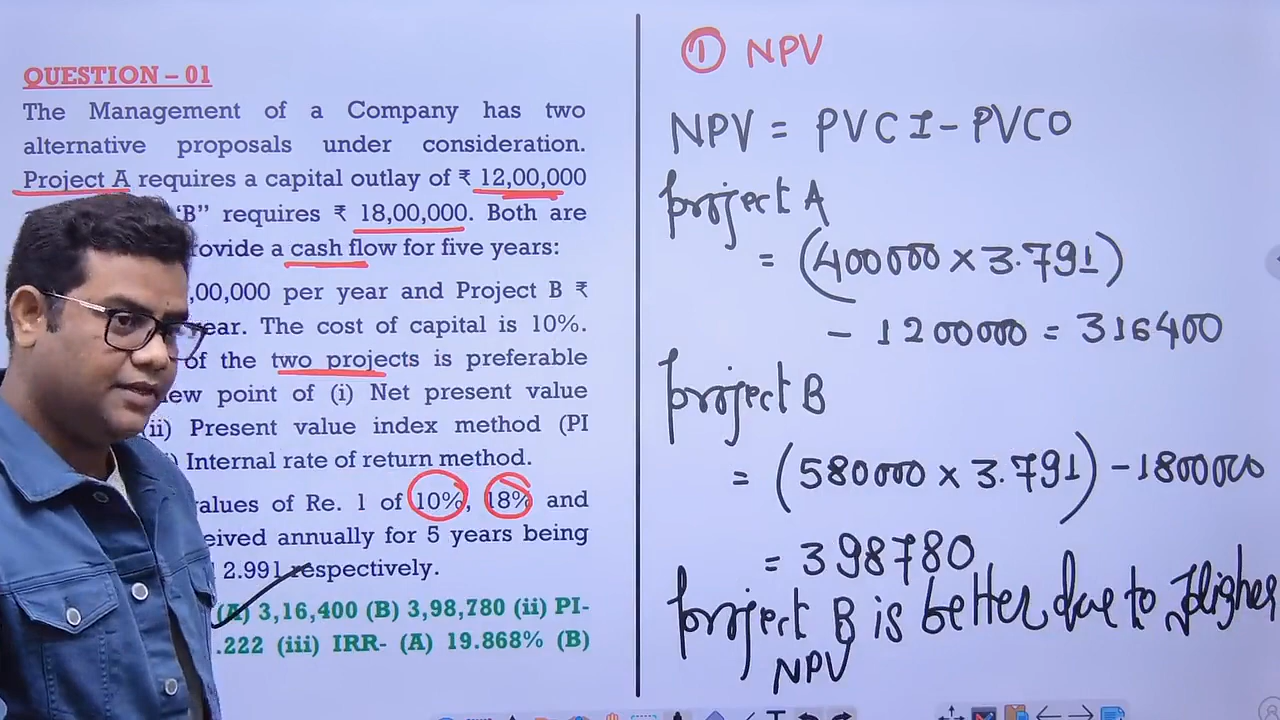 QUESTION – 01
The Management of a Company has two
alternative proposals under consideration.
Project A requires a capital outlay of ₹ 12,00,000
"B" requires ₹ 18,00,000. Both are
a cash flow for five years:
,00,000 per year and Project B ₹
The cost of capital is 10%.
of the two projects is preferable
point of (i) Net present value
(ii) Present value index method (PI
Internal rate of return method.
of Re. 1 of 10%, 18% and
annually for 5 years being
2.991 respectively.
(A) 3,16,400 (B) 3,98,780 (ii) PI-
.222 (iii) IRR- (A) 19.868% (B)
① NPV
NPV = PVCI - PVCO
project A
= (400000 × 3.791)
- 1200000 = 316400
project B
= (580000 × 3.791) - 1800000
= 398780
project B is better due to Higher
NPV